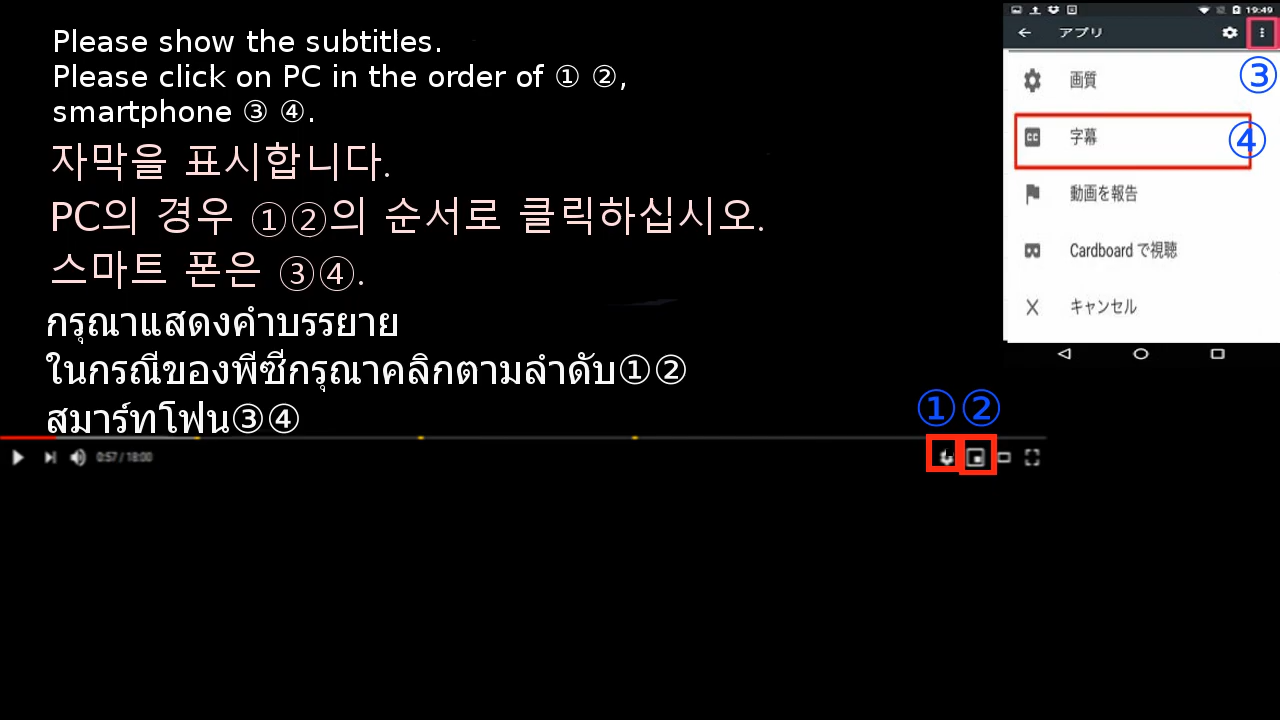 Please show the subtitles.
Please click on PC in the order of ① ②,
smartphone ③ ④.
자막을 표시합니다.
PC의 경우 ①②의 순서로 클릭하십시오.
스마트 폰은 ③④.
กรุณาแสดงคำบรรยาย
ในกรณีของพีซีกรุณาคลิกตามลำดับ①②
สมาร์ทโฟน③④
① ②
0:57 / 18:00
19:49
アプリ
③
画質
字幕
④
CC
動画を報告
Cardboard で視聴
キャンセル